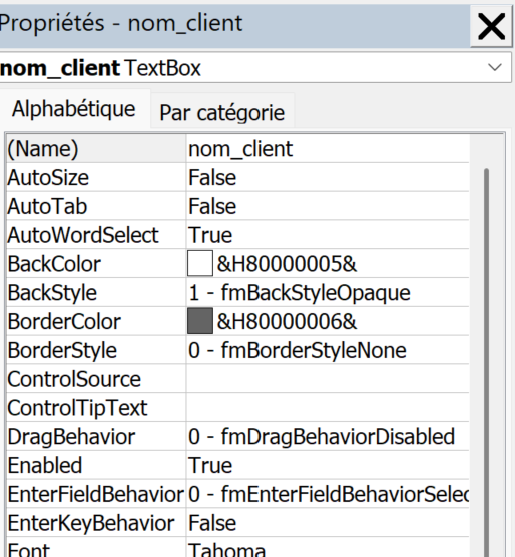 Propriétés - nom_client
nom_client TextBox
Alphabétique Par catégorie
(Name) nom_client
AutoSize False
AutoTab False
AutoWordSelect True
BackColor &H80000005&
BackStyle 1 - fmBackStyleOpaque
BorderColor &H80000006&
BorderStyle 0 - fmBorderStyleNone
ControlSource
ControlTipText
DragBehavior 0 - fmDragBehaviorDisabled
Enabled True
EnterFieldBehavior 0 - fmEnterFieldBehaviorSelec
EnterKeyBehavior False
Font Tahoma